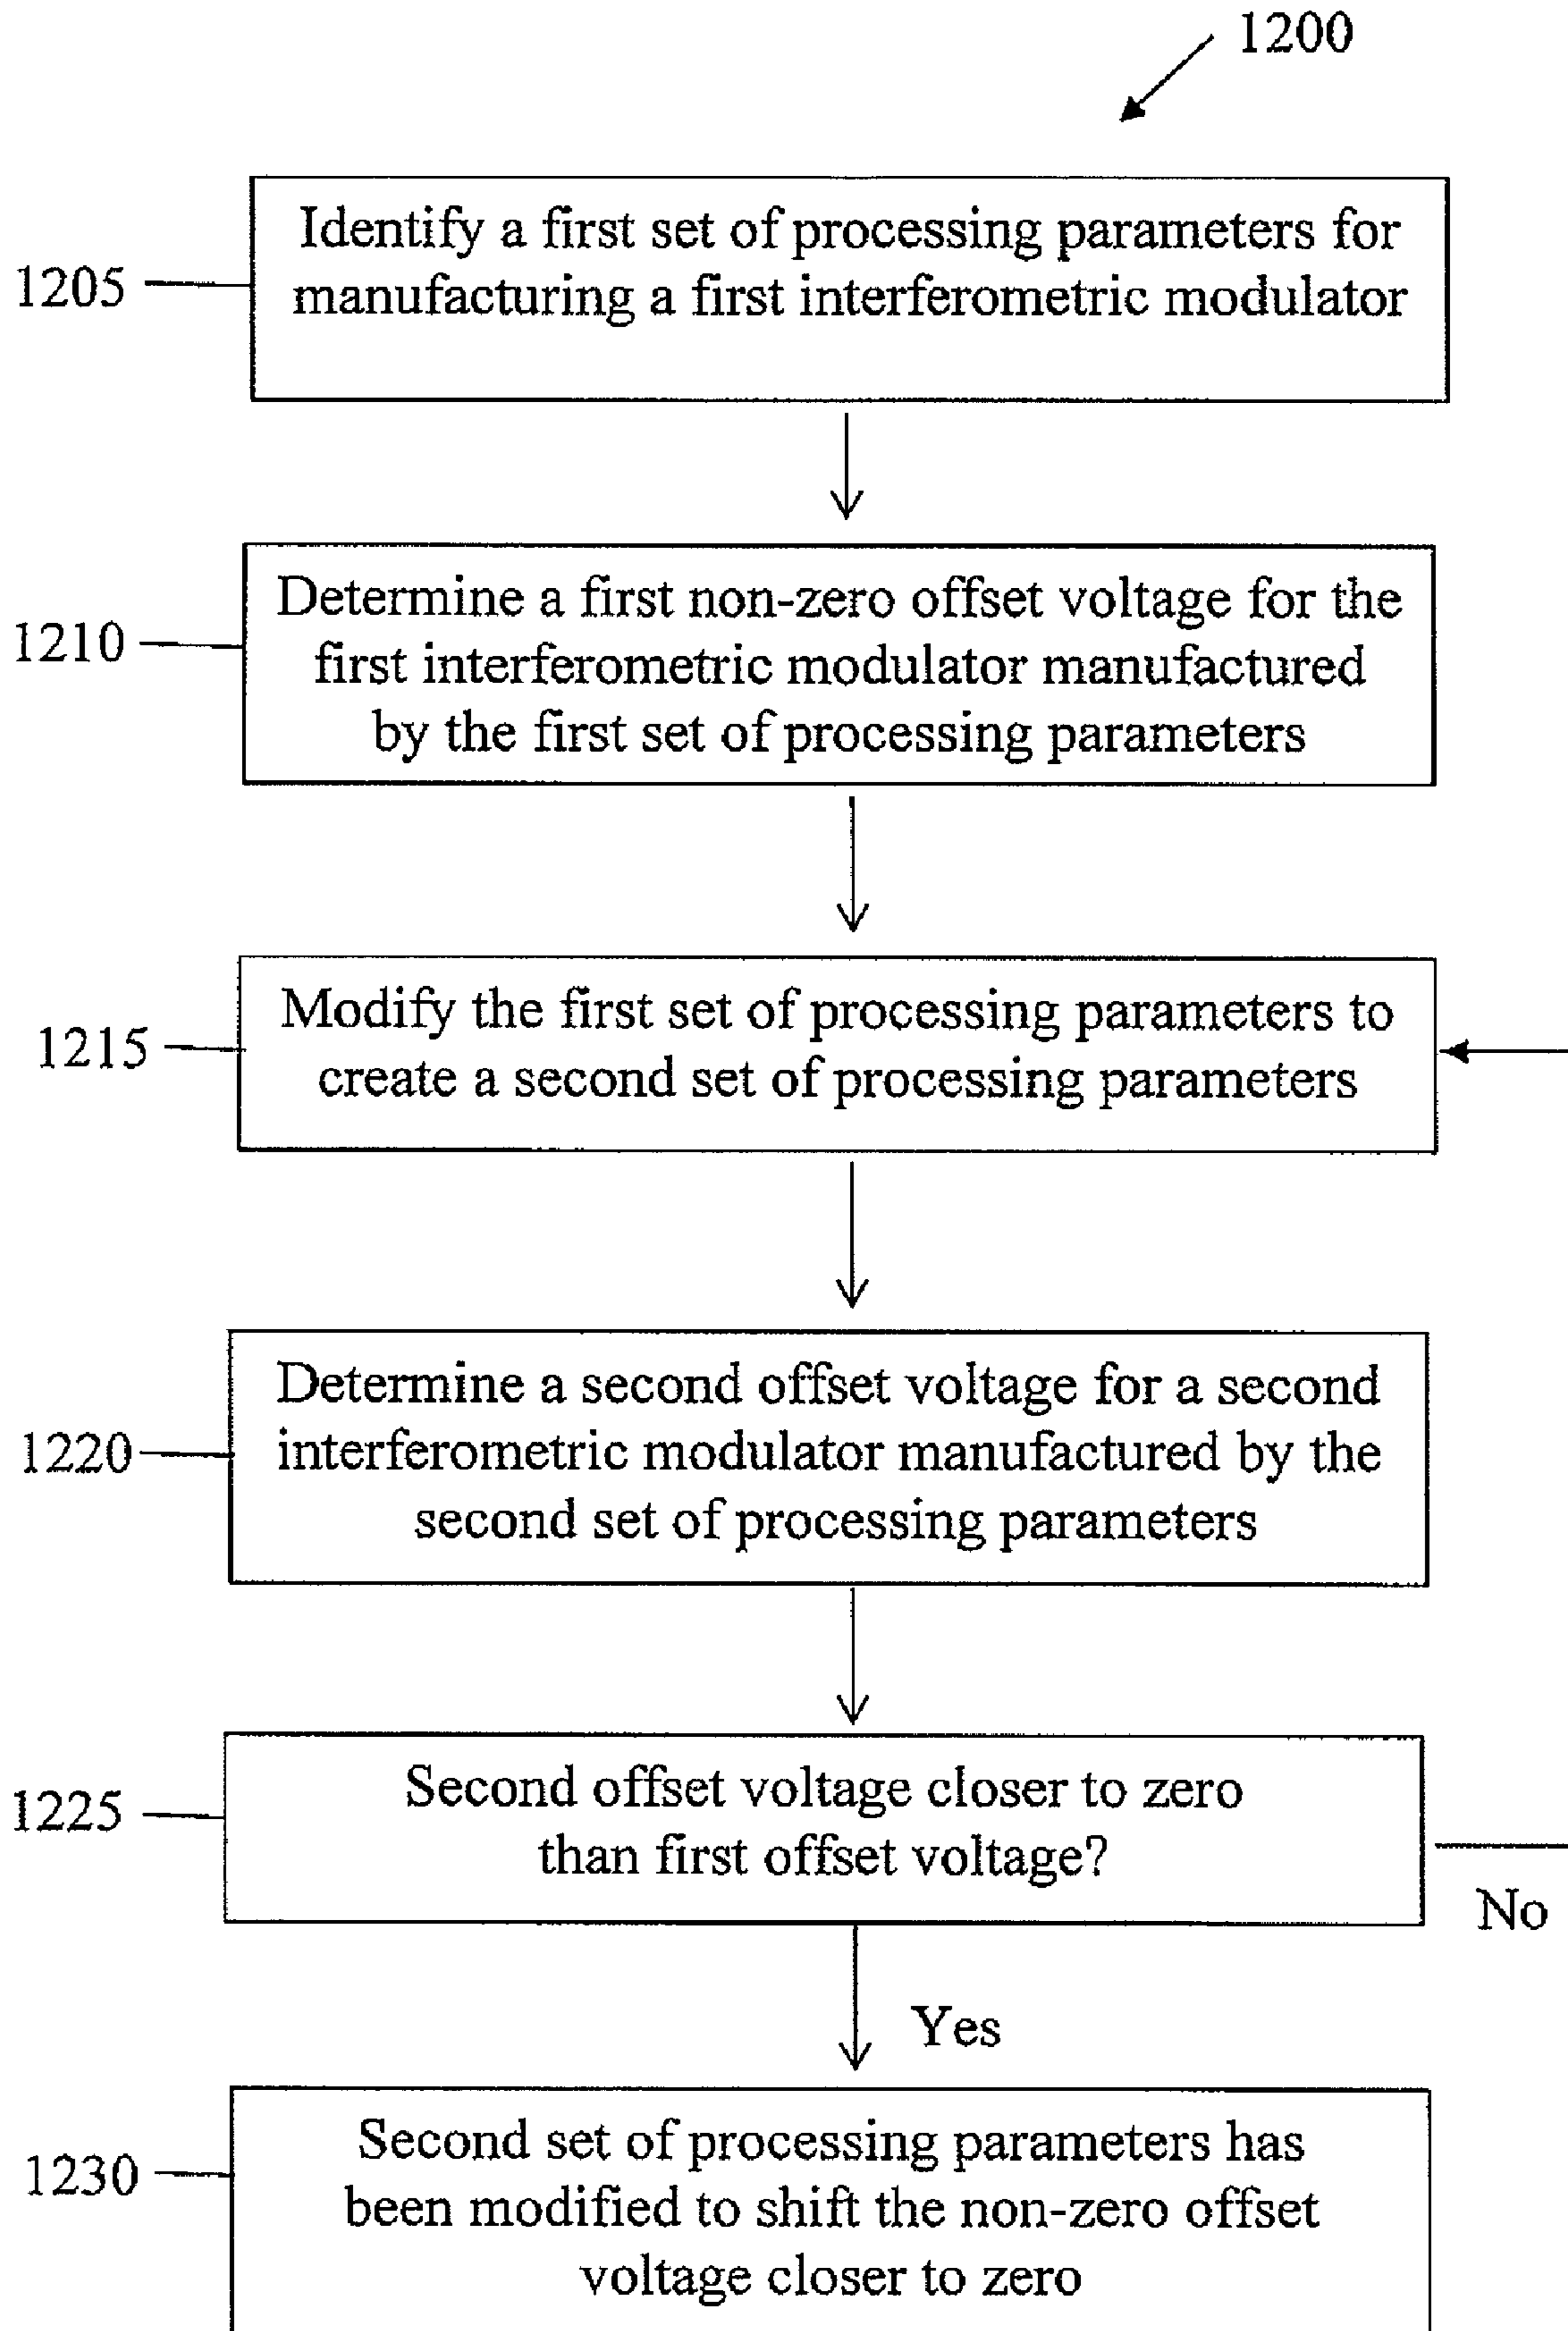 1200
1205
Identify a first set of processing parameters for
manufacturing a first interferometric modulator
1210
Determine a first non-zero offset voltage for the
first interferometric modulator manufactured
by the first set of processing parameters
1215
Modify the first set of processing parameters to
create a second set of processing parameters
1220
Determine a second offset voltage for a second
interferometric modulator manufactured by the
second set of processing parameters
1225
Second offset voltage closer to zero
than first offset voltage?
No
Yes
1230
Second set of processing parameters has
been modified to shift the non-zero offset
voltage closer to zero